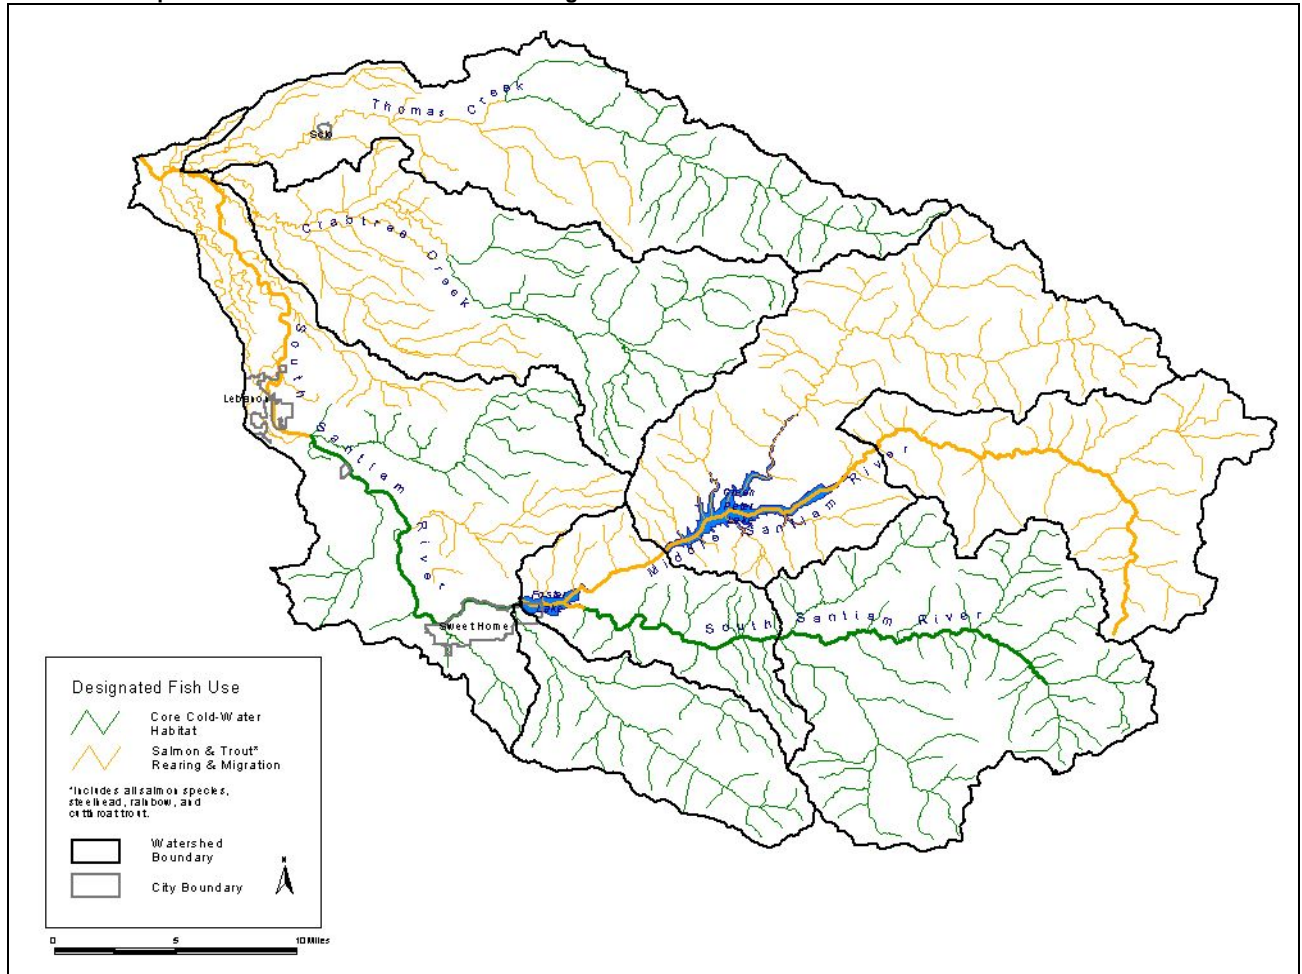 Thomas Creek
Scio
Crabtree Creek
South Santiam River
Lebanon
Middle Santiam River
Foster
Lake
South Santiam River
Sweet Home
Designated Fish Use
Core Cold-Water
Habitat
Salmon & Trout*
Rearing & Migration
*Includes all salmon species,
steelhead, rainbow, and
cutthroat trout.
Watershed
Boundary
N
City Boundary
0 5 10 Miles